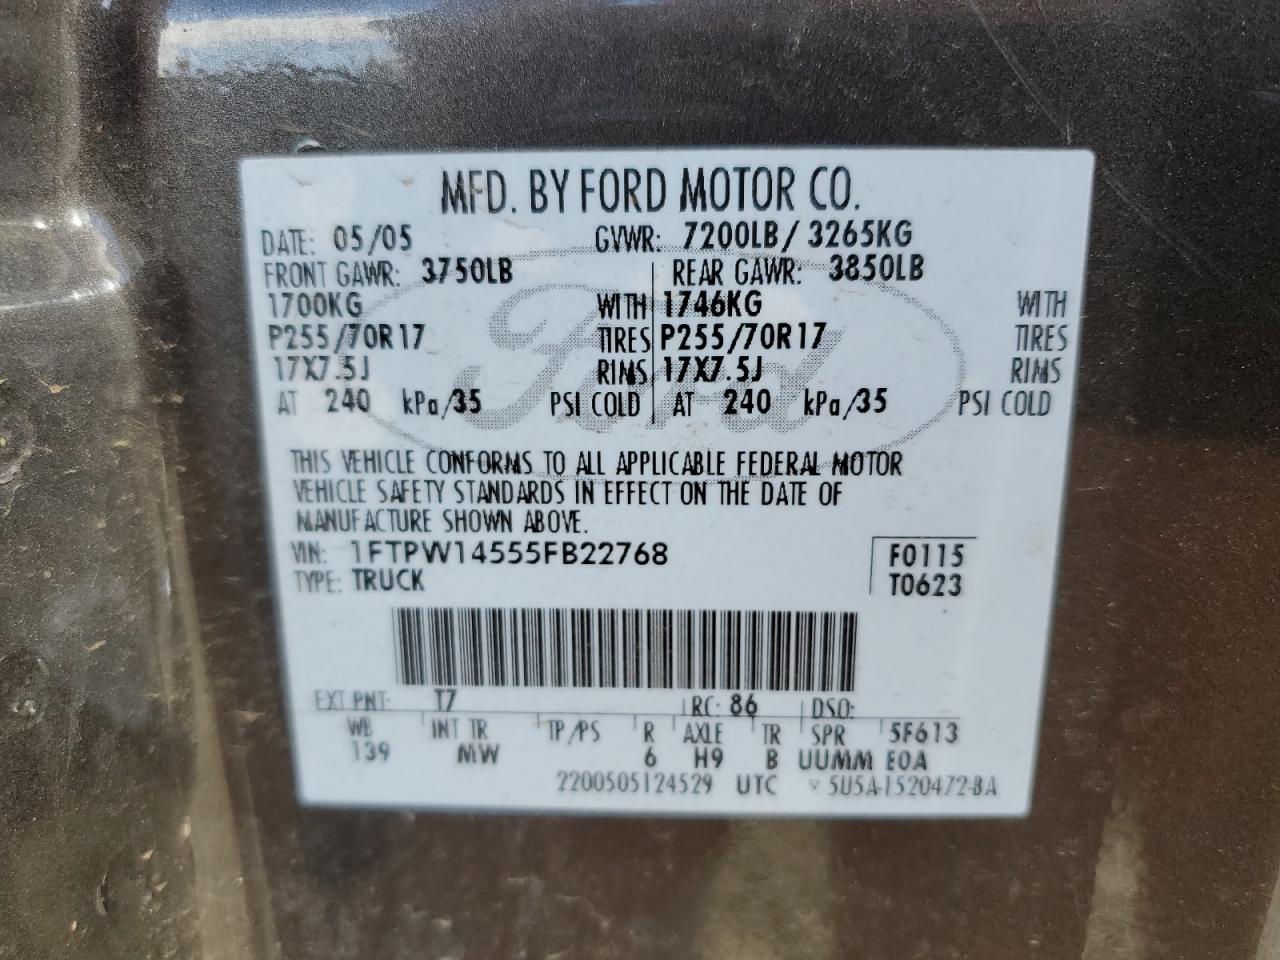 MFD. BY FORD MOTOR CO.
DATE: 05/05 GVWR: 7200LB/ 3265KG
FRONT GAWR: 3750LB REAR GAWR: 3850LB
1700KG WITH 1746KG WITH
P255/70R17 TIRES P255/70R17 TIRES
17X7.5J RIMS 17X7.5J RIMS
AT 240 kPa/35 PSI COLD AT 240 kPa/35 PSI COLD
Ford
THIS VEHICLE CONFORMS TO ALL APPLICABLE FEDERAL MOTOR
VEHICLE SAFETY STANDARDS IN EFFECT ON THE DATE OF
MANUFACTURE SHOWN ABOVE.
VIN: 1FTPW14555FB22768 F0115
TYPE: TRUCK T0623
EXT PNT: T7 RC: 86 DSO:
WB INT TR TP/PS R AXLE TR SPR 5F613
139 MW 6 H9 B UUMM EOA
2200505124529 UTC ▽ 5U5A-1520472-BA